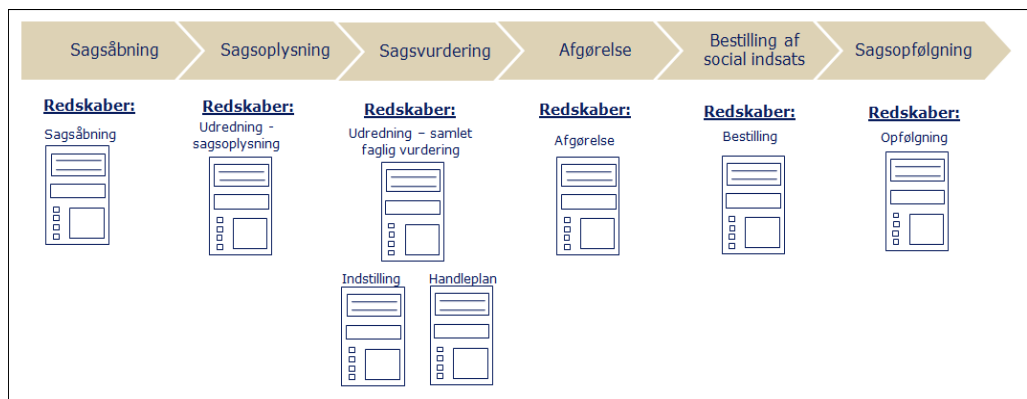 Sagsåbning
Sagsoplysning
Sagsvurdering
Afgørelse
Bestilling af
social indsats
Sagsopfølgning
Redskaber:
Sagsåbning
Redskaber:
Udredning -
sagsoplysning
Redskaber:
Udredning – samlet
faglig vurdering
Indstilling
Handleplan
Redskaber:
Afgørelse
Redskaber:
Bestilling
Redskaber:
Opfølgning